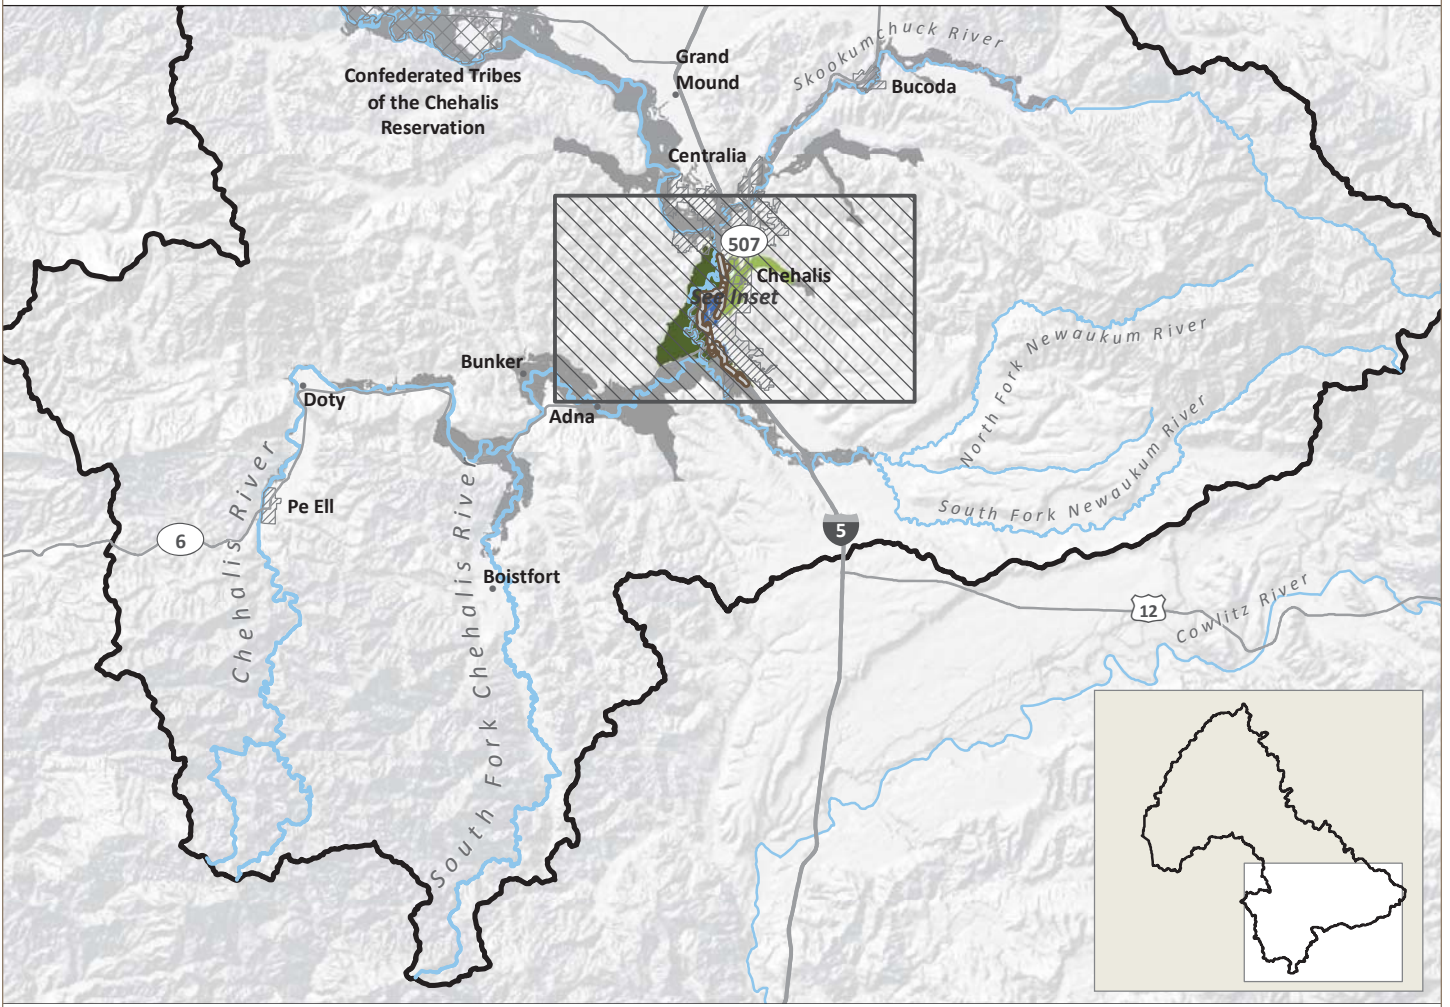 Skookumchuck River
Grand
Mound
Confederated Tribes
of the Chehalis
Reservation
Bucoda
Centralia
507
Chehalis
See Inset
North Fork Newaukum River
Bunker
Doty
Adna
Chehalis River
South Fork Chehalis River
South Fork Newaukum River
Pe Ell
6
5
Boistfort
12
Cowlitz River